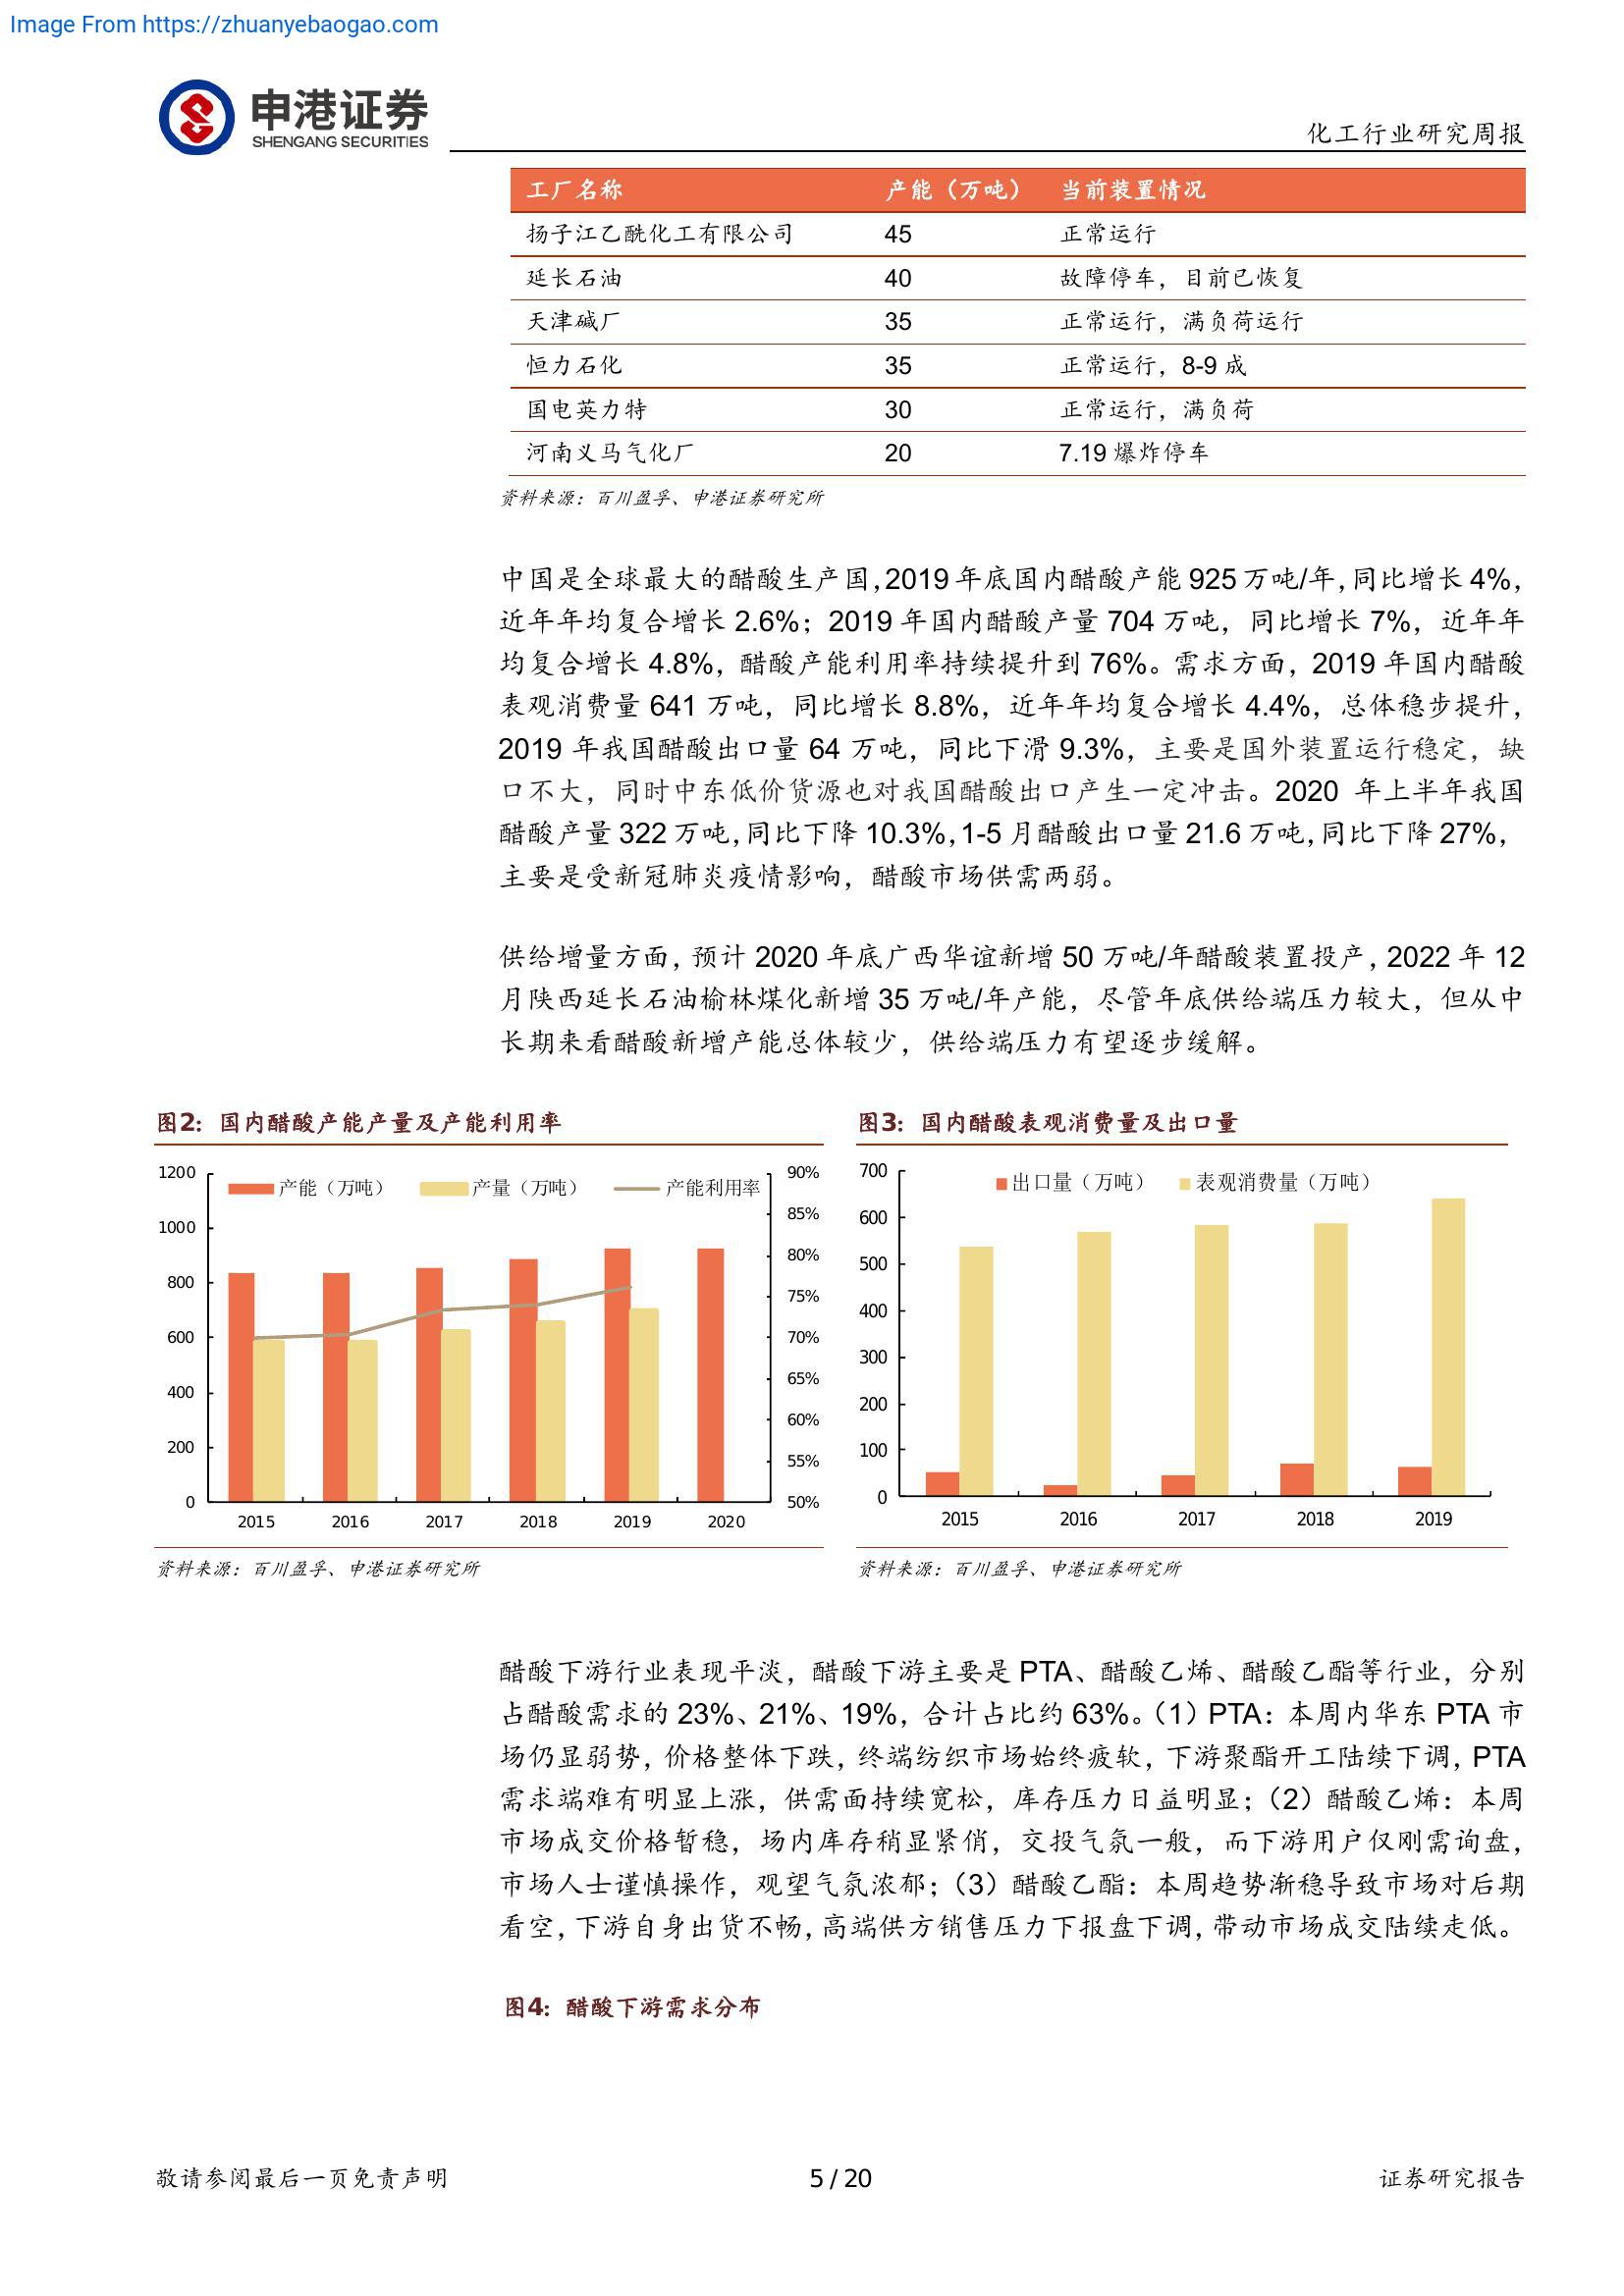 Image From https://zhuanyebaogao.com
申港证券
SHENGANG SECURITIES
化工行业研究周报
工厂名称 产能（万吨） 当前装置情况
扬子江乙酰化工有限公司 45 正常运行
延长石油 40 故障停车，目前已恢复
天津碱厂 35 正常运行，满负荷运行
恒力石化 35 正常运行，8-9 成
国电英力特 30 正常运行，满负荷
河南义马气化厂 20 7.19 爆炸停车
资料来源：百川盈孚、申港证券研究所
中国是全球最大的醋酸生产国，2019 年底国内醋酸产能 925 万吨/年，同比增长 4%，
近年年均复合增长 2.6%；2019 年国内醋酸产量 704 万吨，同比增长 7%，近年年
均复合增长 4.8%，醋酸产能利用率持续提升到 76%。需求方面，2019 年国内醋酸
表观消费量 641 万吨，同比增长 8.8%，近年年均复合增长 4.4%，总体稳步提升，
2019 年我国醋酸出口量 64 万吨，同比下滑 9.3%，主要是国外装置运行稳定，缺
口不大，同时中东低价货源也对我国醋酸出口产生一定冲击。2020 年上半年我国
醋酸产量 322 万吨，同比下降 10.3%，1-5 月醋酸出口量 21.6 万吨，同比下降 27%，
主要是受新冠肺炎疫情影响，醋酸市场供需两弱。
供给增量方面，预计 2020 年底广西华谊新增 50 万吨/年醋酸装置投产，2022 年 12
月陕西延长石油榆林煤化新增 35 万吨/年产能，尽管年底供给端压力较大，但从中
长期来看醋酸新增产能总体较少，供给端压力有望逐步缓解。
图2：国内醋酸产能产量及产能利用率
产能（万吨） 产量（万吨） 产能利用率
1200
1000
800
600
400
200
0
90%
85%
80%
75%
70%
65%
60%
55%
50%
2015 2016 2017 2018 2019 2020
资料来源：百川盈孚、申港证券研究所
图3：国内醋酸表观消费量及出口量
出口量（万吨） 表观消费量（万吨）
700
600
500
400
300
200
100
0
2015 2016 2017 2018 2019
资料来源：百川盈孚、申港证券研究所
醋酸下游行业表现平淡，醋酸下游主要是 PTA、醋酸乙烯、醋酸乙酯等行业，分别
占醋酸需求的 23%、21%、19%，合计占比约 63%。（1）PTA：本周内华东 PTA 市
场仍显弱势，价格整体下跌，终端纺织市场始终疲软，下游聚酯开工陆续下调，PTA
需求端难有明显上涨，供需面持续宽松，库存压力日益明显；（2）醋酸乙烯：本周
市场成交价格暂稳，场内库存稍显紧俏，交投气氛一般，而下游用户仅刚需询盘，
市场人士谨慎操作，观望气氛浓郁；（3）醋酸乙酯：本周趋势渐稳导致市场对后期
看空，下游自身出货不畅，高端供方销售压力下报盘下调，带动市场成交陆续走低。
图4：醋酸下游需求分布
敬请参阅最后一页免责声明
5 / 20
证券研究报告